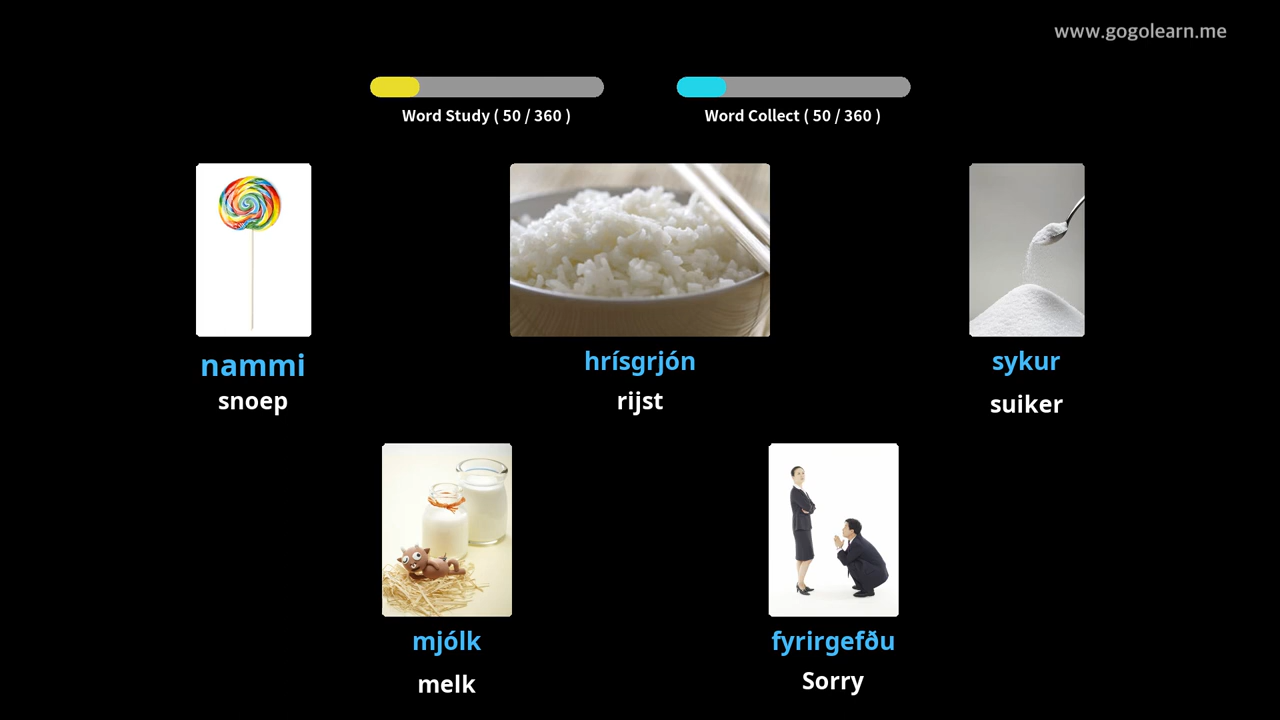 www.gogolearn.me
Word Study ( 50 / 360 )
Word Collect ( 50 / 360 )
nammi
snoep
hrísgrjón
rijst
sykur
suiker
mjólk
melk
fyrirgefðu
Sorry